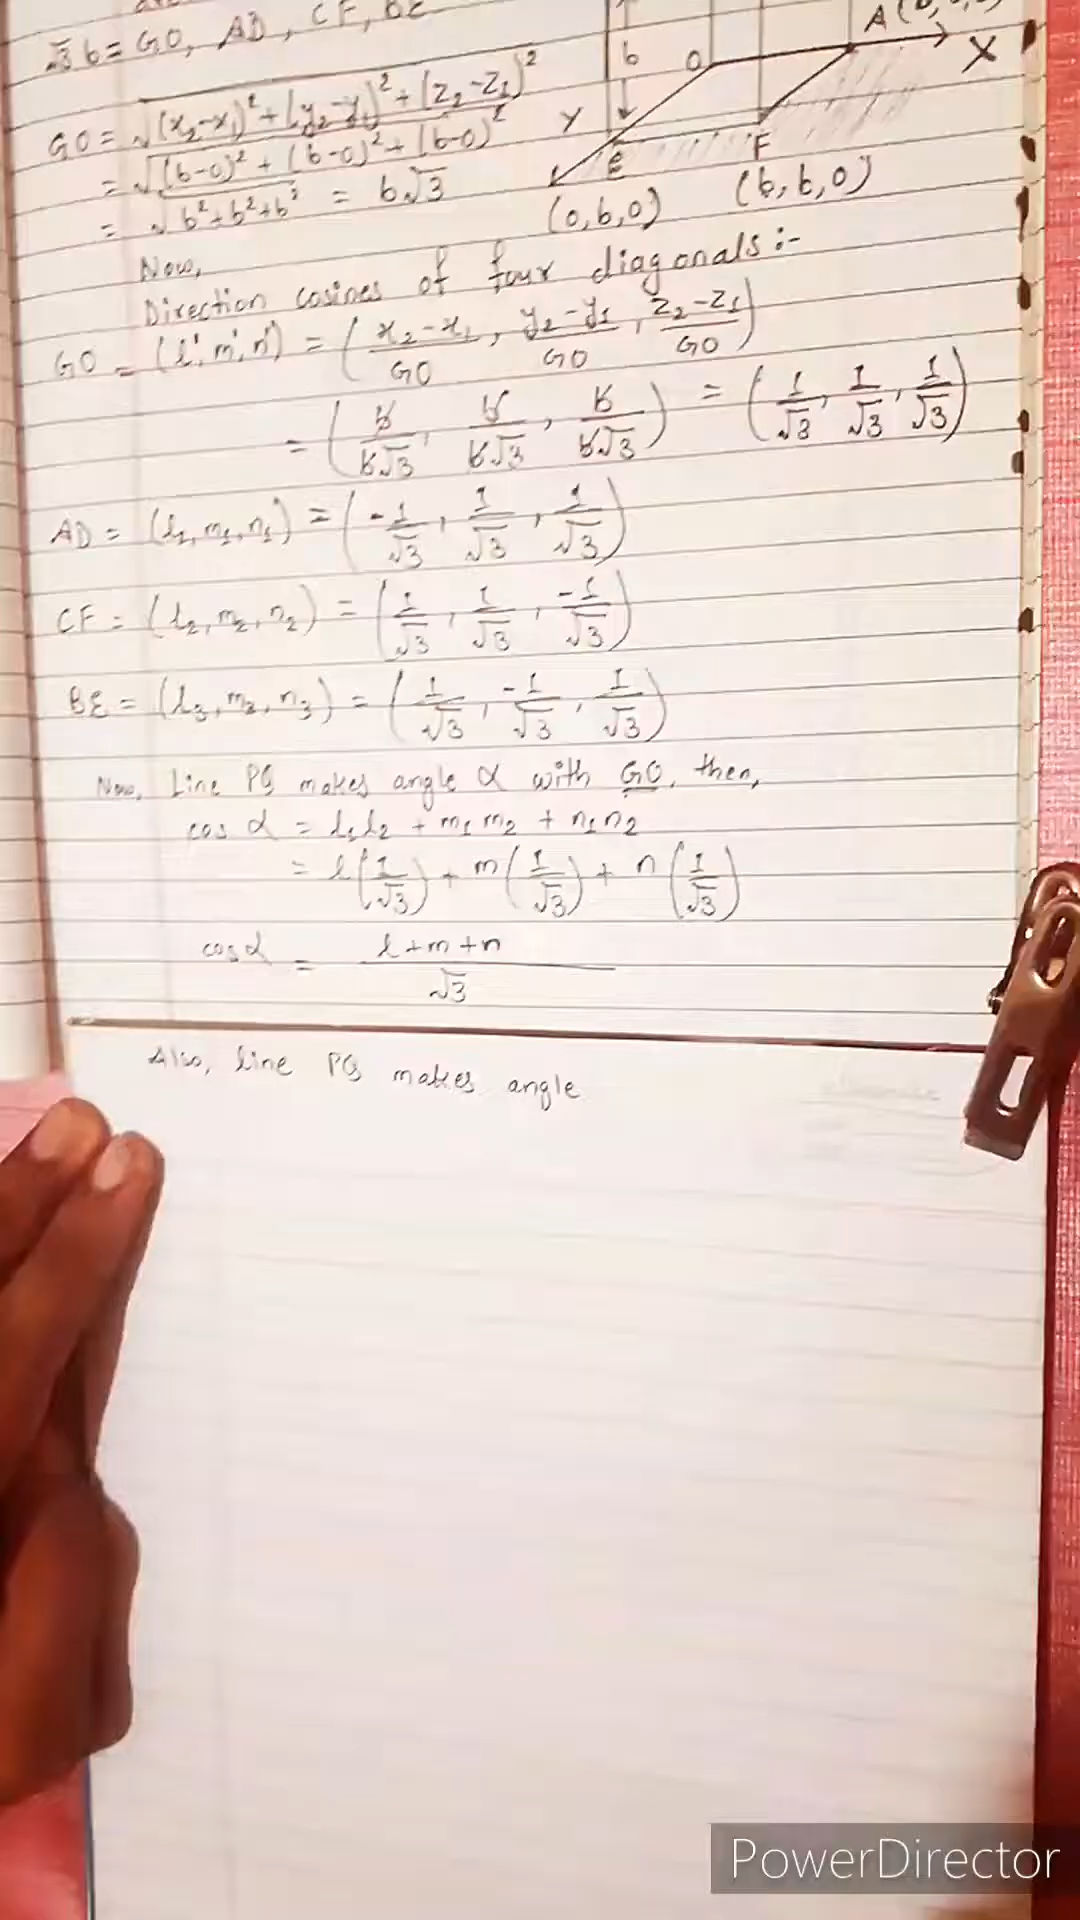 √3 b = GO, AD, CF, BE
A (b,
b
O
X
Y
E
F
(0,b,0)
(b,b,0)
GO = √(x₂-x₁)²+(y₂-y₁)²+(z₂-z₁)²
= √(b-0)² + (b-0)² + (b-0)²
= √b²+b²+b² = b√3
Now,
Direction cosines of four diagonals:-
GO = (l', m', n') = (x₂-x₁/GO, y₂-y₁/GO, z₂-z₁/GO)
= (b/b√3, b/b√3, b/b√3) = (1/√3, 1/√3, 1/√3)
AD = (l₁, m₁, n₁) = (-1/√3, 1/√3, 1/√3)
CF = (l₂, m₂, n₂) = (1/√3, 1/√3, -1/√3)
BE = (l₃, m₃, n₃) = (1/√3, -1/√3, 1/√3)
Now, Line PQ makes angle α with GO, then,
cos α = l₁l₂ + m₁m₂ + n₁n₂
= l(1/√3) + m(1/√3) + n(1/√3)
cos α = l+m+n/√3
Also, line PQ makes angle
PowerDirector